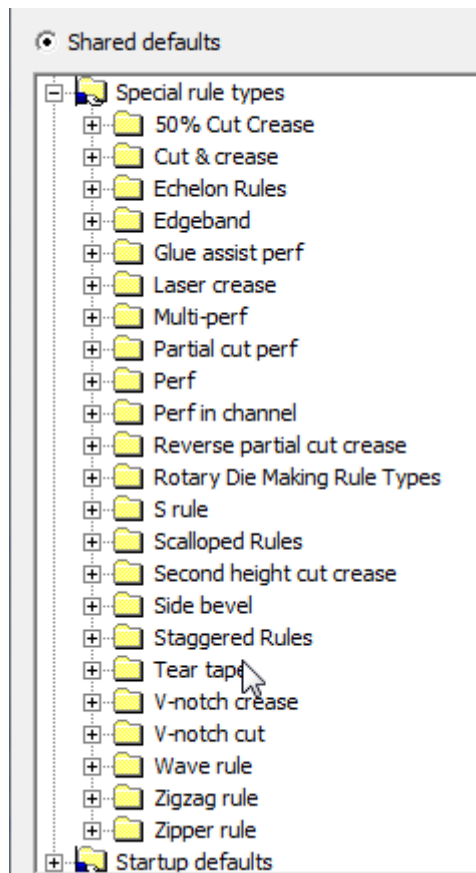 Shared defaults
Special rule types
50% Cut Crease
Cut & crease
Echelon Rules
Edgeband
Glue assist perf
Laser crease
Multi-perf
Partial cut perf
Perf
Perf in channel
Reverse partial cut crease
Rotary Die Making Rule Types
S rule
Scalloped Rules
Second height cut crease
Side bevel
Staggered Rules
Tear tape
V-notch crease
V-notch cut
Wave rule
Zigzag rule
Zipper rule
Startup defaults